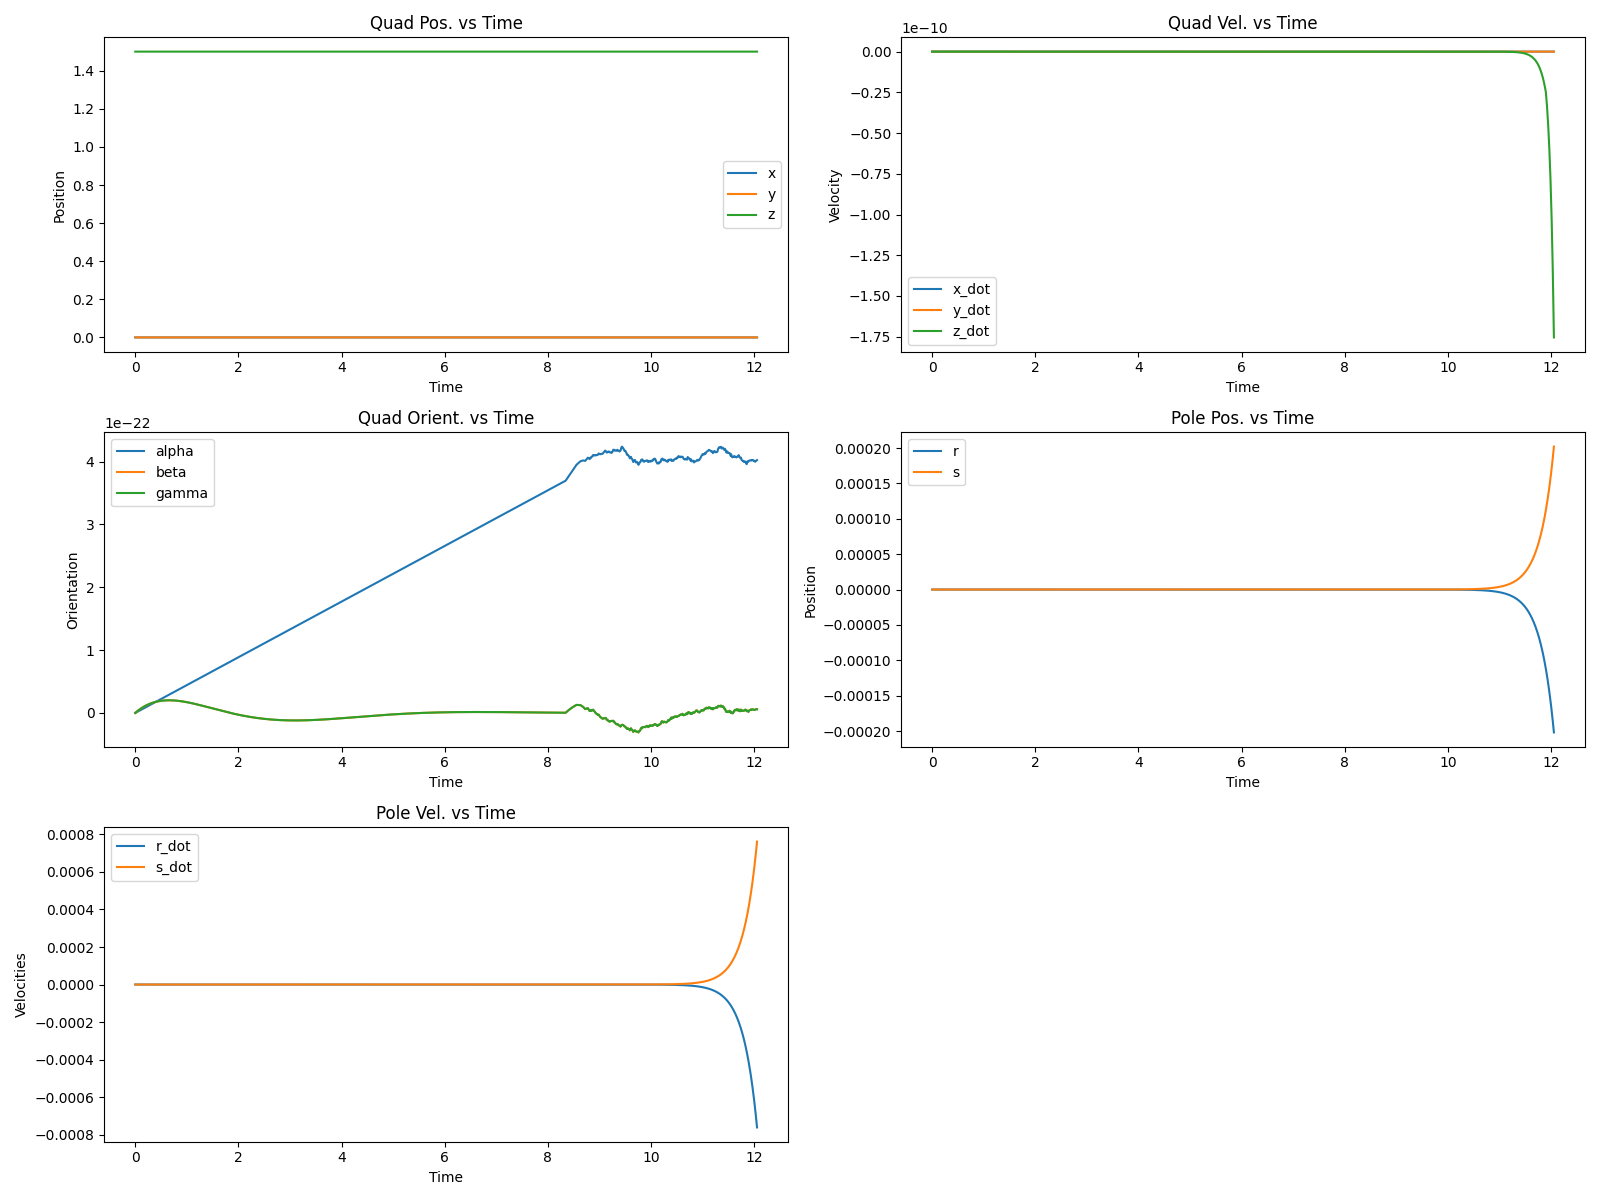 Quad Pos. vs Time
1.4
1.2
1.0
0.8
0.6
0.4
0.2
0.0
Position
x
y
z
0 2 4 6 8 10 12
Time
Quad Vel. vs Time
1e−10
0.00
−0.25
−0.50
−0.75
−1.00
−1.25
−1.50
−1.75
Velocity
x_dot
y_dot
z_dot
0 2 4 6 8 10 12
Time
Quad Orient. vs Time
1e−22
4
3
2
1
0
Orientation
alpha
beta
gamma
0 2 4 6 8 10 12
Time
Pole Pos. vs Time
0.00020
0.00015
0.00010
0.00005
0.00000
−0.00005
−0.00010
−0.00015
−0.00020
Position
r
s
0 2 4 6 8 10 12
Time
Pole Vel. vs Time
0.0008
0.0006
0.0004
0.0002
0.0000
−0.0002
−0.0004
−0.0006
−0.0008
Velocities
r_dot
s_dot
0 2 4 6 8 10 12
Time